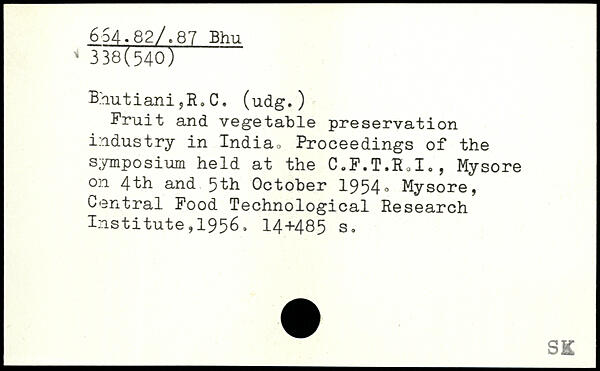 664.82/.87 Bhu
338(540)
Bhutiani,R.C. (udg.)
Fruit and vegetable preservation
industry in India. Proceedings of the
symposium held at the C.F.T.R.I., Mysore
on 4th and 5th October 1954. Mysore,
Central Food Technological Research
Institute,1956. 14+485 s.
SK